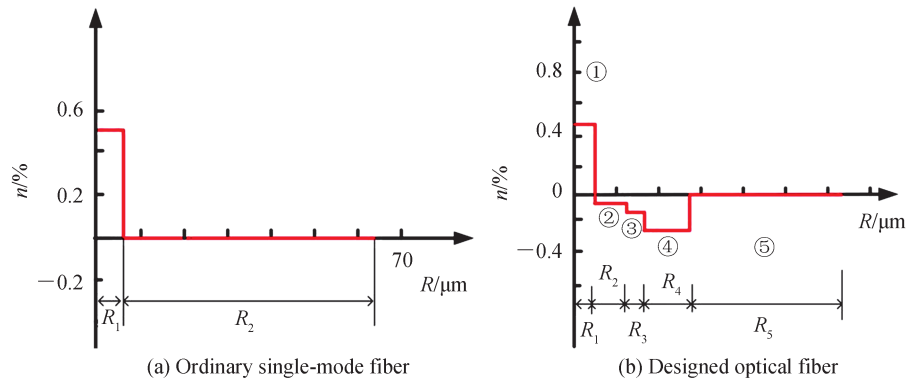 0.6
0.2
−0.2
n/%
70
R/μm
R₁
R₂
(a) Ordinary single-mode fiber
0.8
0.4
0
−0.4
n/%
①
②
③
④
⑤
R/μm
R₂
R₄
R₁
R₃
R₅
(b) Designed optical fiber